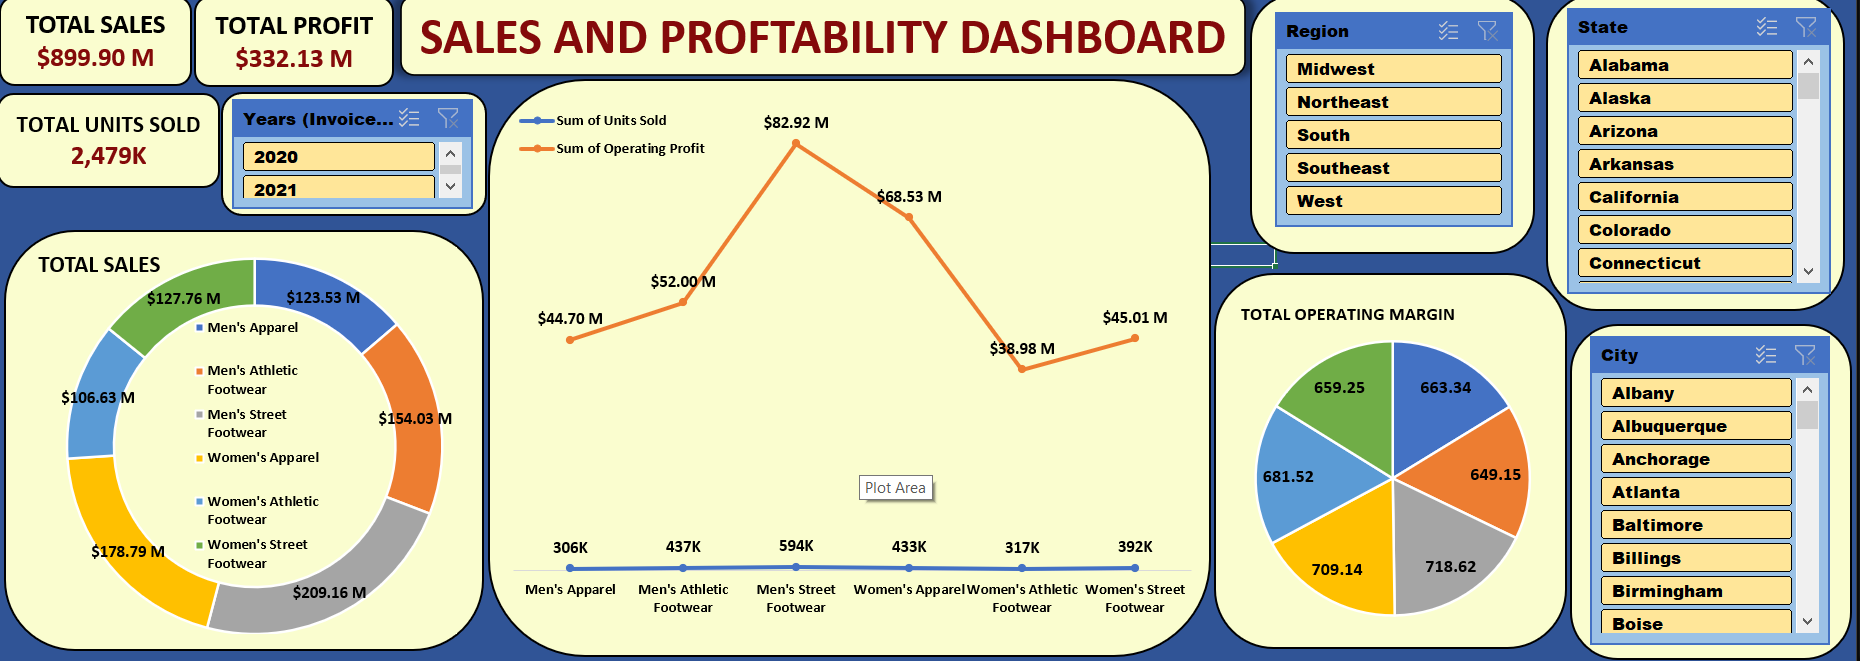 TOTAL SALES
$899.90 M
TOTAL PROFIT
$332.13 M
SALES AND PROFTABILITY DASHBOARD
TOTAL UNITS SOLD
2,479K
Years (Invoice...
2020
2021
TOTAL SALES
$127.76 M
$123.53 M
$106.63 M
$154.03 M
$178.79 M
$209.16 M
Men's Apparel
Men's Athletic
Footwear
Men's Street
Footwear
Women's Apparel
Women's Athletic
Footwear
Women's Street
Footwear
Sum of Units Sold
Sum of Operating Profit
$44.70 M
$52.00 M
$82.92 M
$68.53 M
$38.98 M
$45.01 M
Plot Area
306K
437K
594K
433K
317K
392K
Men's Apparel
Men's Athletic
Footwear
Men's Street
Footwear
Women's Apparel
Women's Athletic
Footwear
Women's Street
Footwear
Region
Midwest
Northeast
South
Southeast
West
State
Alabama
Alaska
Arizona
Arkansas
California
Colorado
Connecticut
TOTAL OPERATING MARGIN
659.25
663.34
681.52
649.15
709.14
718.62
City
Albany
Albuquerque
Anchorage
Atlanta
Baltimore
Billings
Birmingham
Boise